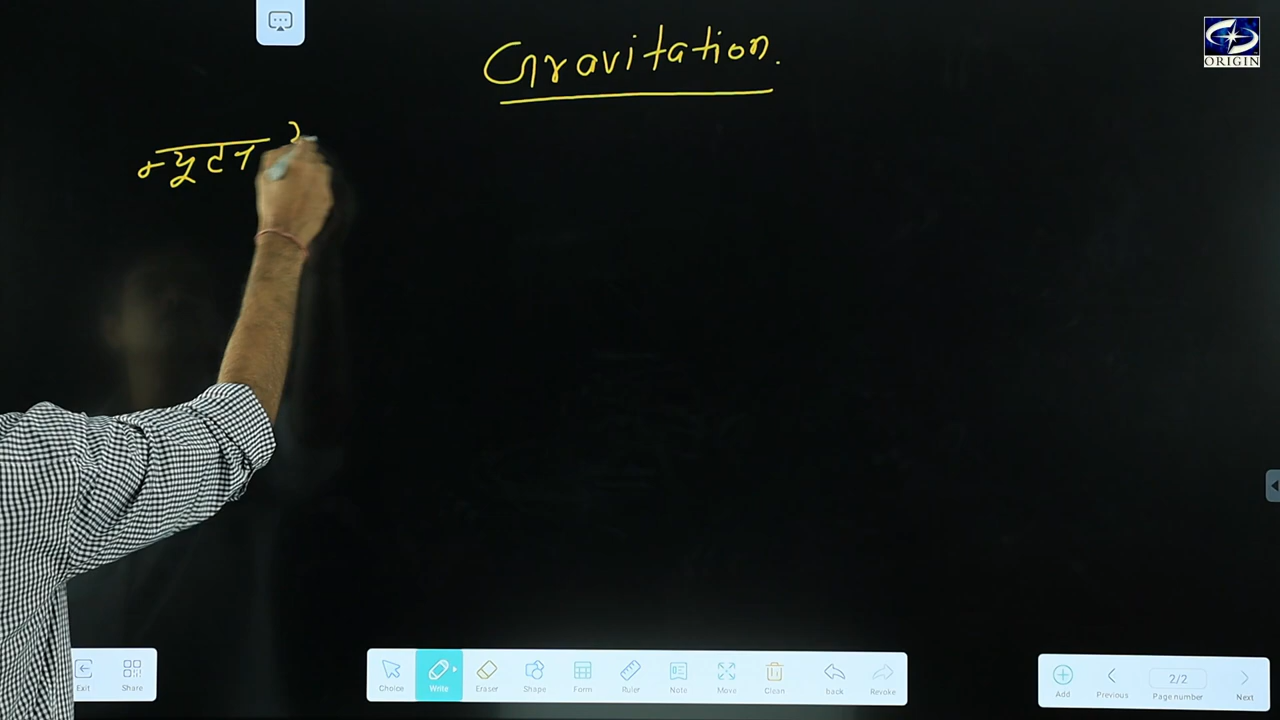 Gravitation.
न्यूटन
ORIGIN
Exit
Share
Choice
Write
Eraser
Shape
Form
Ruler
Note
Move
Clean
back
Revoke
Add
Previous
2/2
Page number
Next